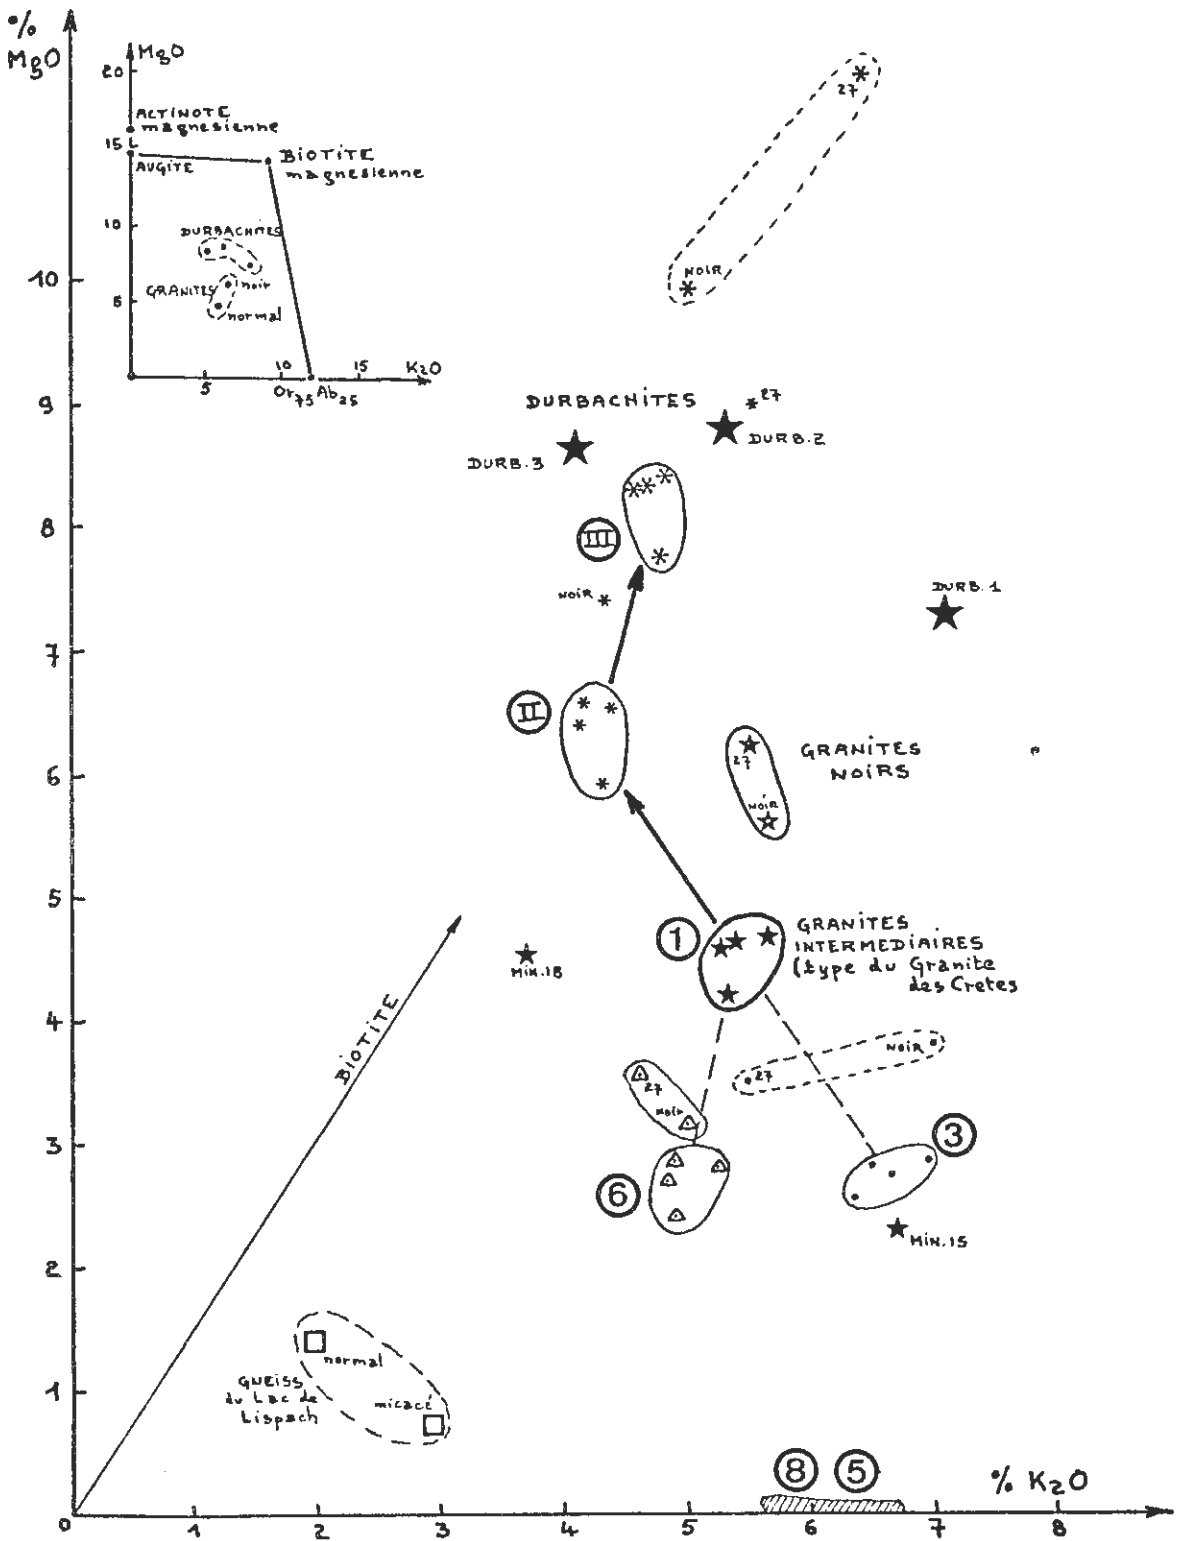 %
MgO
MgO
20
ACTINOTE
magnesienne
15
AUGITE
BIOTITE
magnesienne
10
DURBACHITES
GRANITES
noir
normal
5
5
10
15
K2O
Or75 Ab25
27
NOIR
10
9
8
7
6
5
4
3
2
1
0
DURBACHITES
*27
DURB.2
DURB.3
III
NOIR
DURB.1
II
27
NOIR
GRANITES
NOIRS
1
GRANITES
INTERMEDIAIRES
(type du Granite
des Cretes
MIN.18
BIOTITE
NOIR
27
27
NOIR
3
6
MIN.15
normal
GNEISS
du Lac de
Lispach
micacé
8
5
% K2O
1
2
3
4
5
6
7
8